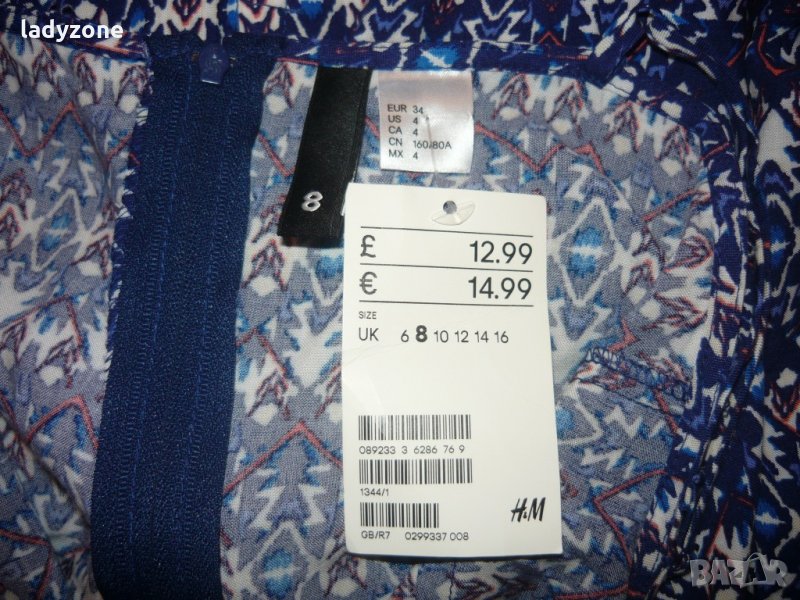 ladyzone
EUR 34
US 4
CA 4
CN 160/80A
MX 4
8
£ 12.99
€ 14.99
SIZE
UK 6 8 10 12 14 16
089233 3 6286 76 9
1344/1
H&M
GB/R7 0299337 008
BAZAR